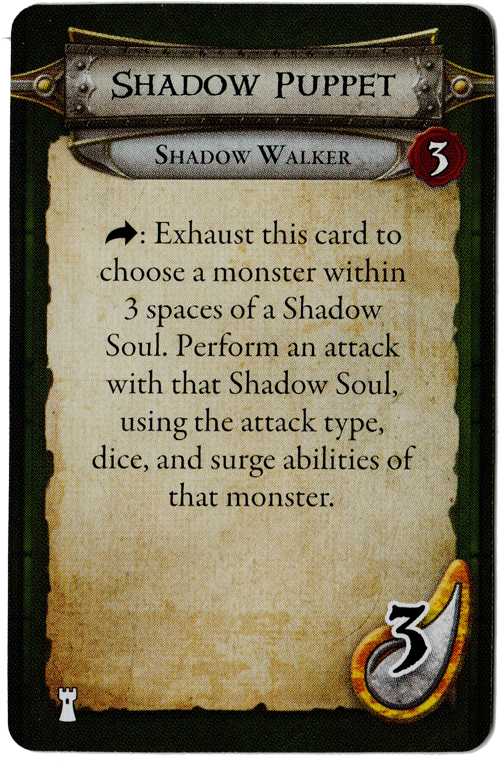 Shadow Puppet
Shadow Walker
3
: Exhaust this card to
choose a monster within
3 spaces of a Shadow
Soul. Perform an attack
with that Shadow Soul,
using the attack type,
dice, and surge abilities of
that monster.
3